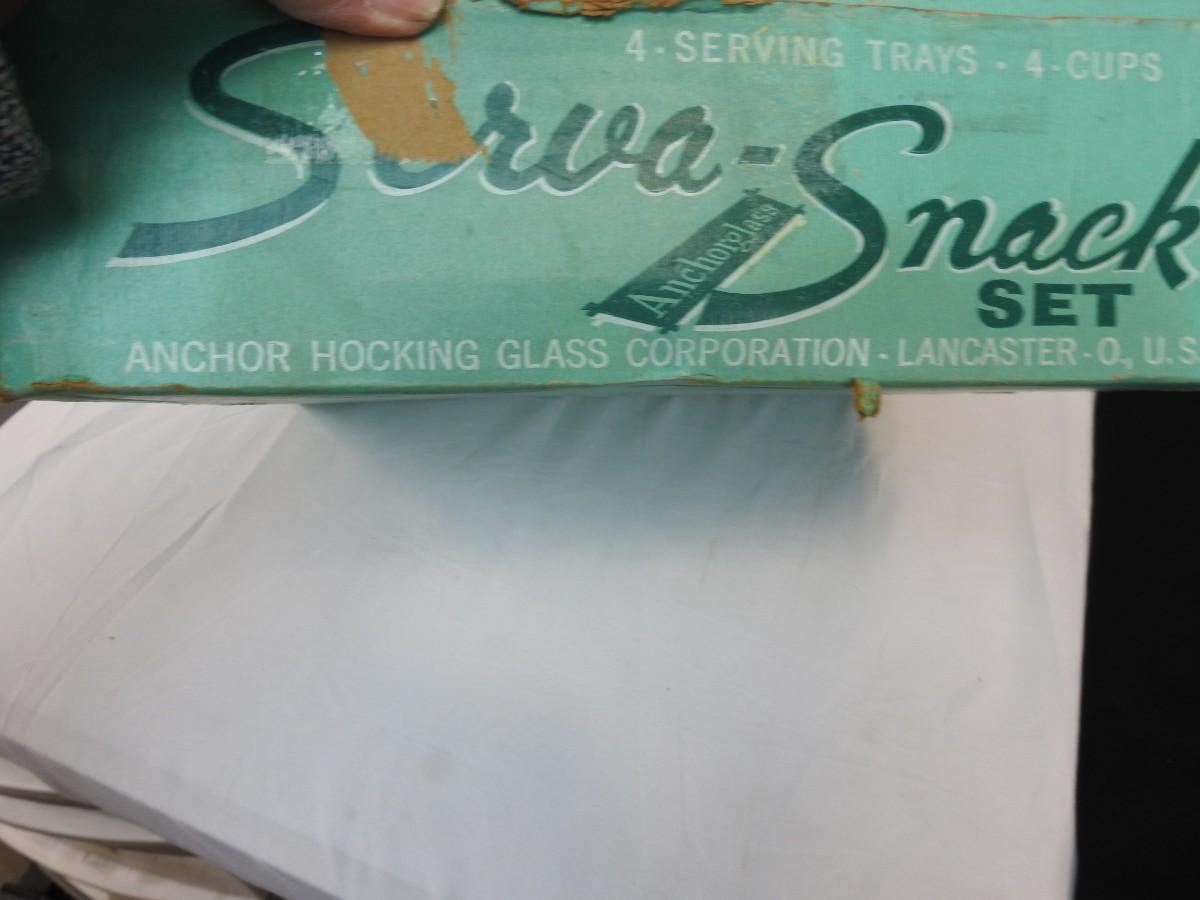 4-SERVING TRAYS - 4-CUPS
Serva-Snack
Anchorglass
SET
ANCHOR HOCKING GLASS CORPORATION - LANCASTER - O., U.S.